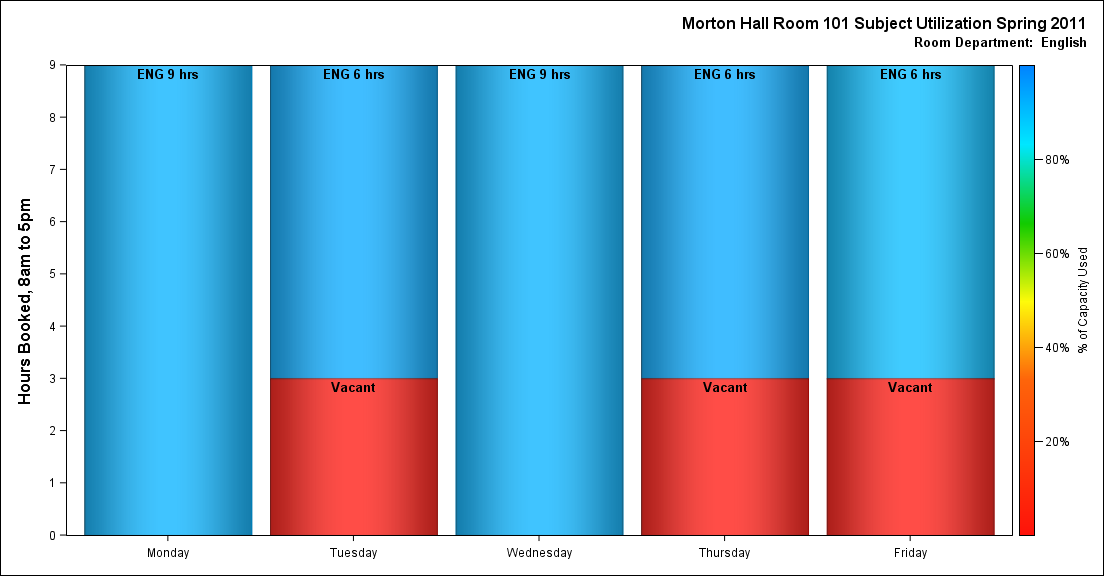 Morton Hall Room 101 Subject Utilization Spring 2011
Room Department: English
Hours Booked, 8am to 5pm
9
8
7
6
5
4
3
2
1
0
ENG 9 hrs
ENG 6 hrs
ENG 9 hrs
ENG 6 hrs
ENG 6 hrs
Vacant
Vacant
Vacant
Monday
Tuesday
Wednesday
Thursday
Friday
80%
60%
40%
20%
% of Capacity Used